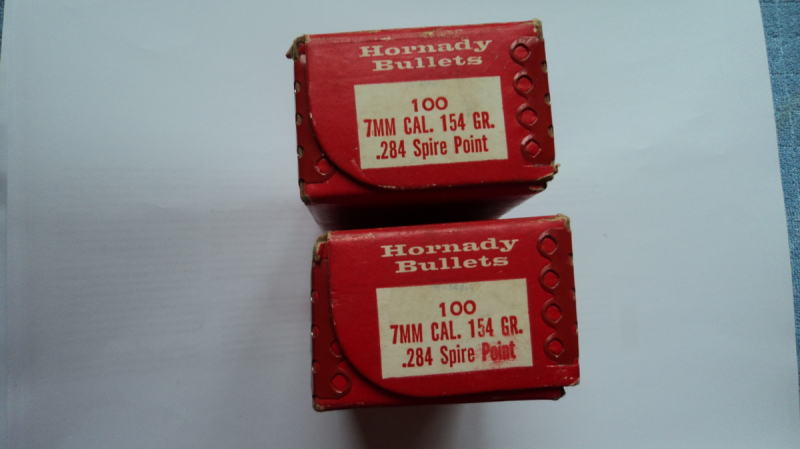 Hornady
Bullets
100
7MM CAL. 154 GR.
.284 Spire Point
Hornady
Bullets
100
7MM CAL. 154 GR.
.284 Spire Point